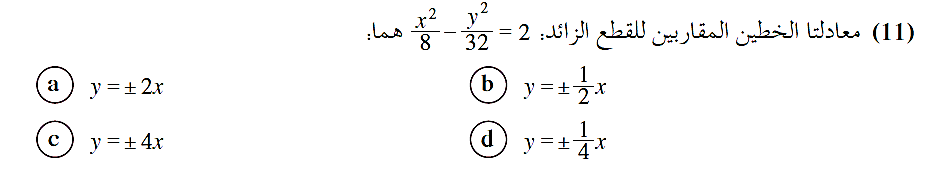 (11) معادلتا الخطين المقاربين للقطع الزائد: x²/8 − y²/32 = 2 هما:
a y = ± 2x b y = ± 1/2 x
c y = ± 4x d y = ± 1/4 x